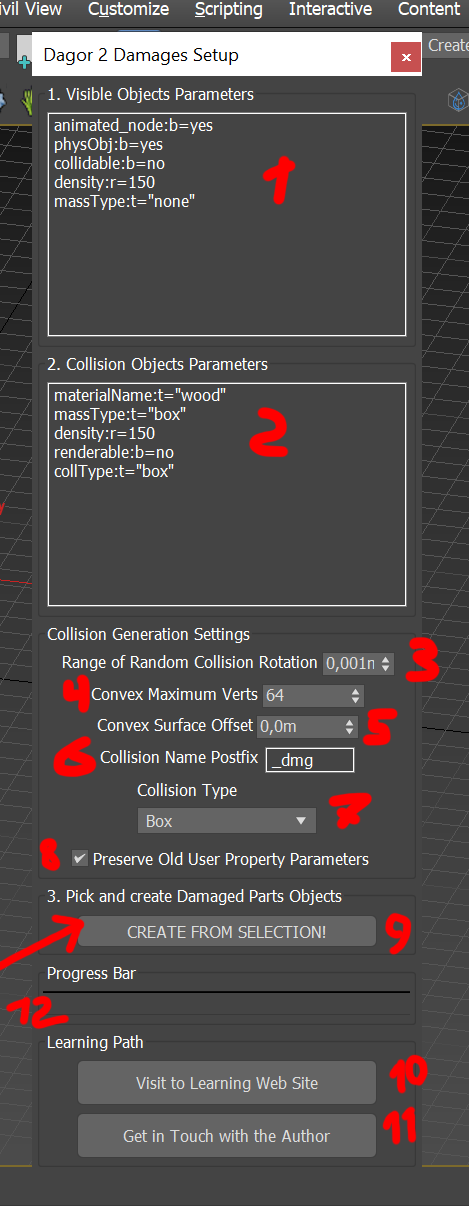 ivil View Customize Scripting Interactive Content
Dagor 2 Damages Setup x
Create
1. Visible Objects Parameters
animated_node:b=yes
physObj:b=yes
collidable:b=no
density:r=150
massType:t="none"
1
2. Collision Objects Parameters
materialName:t="wood"
massType:t="box"
density:r=150
renderable:b=no
collType:t="box"
2
Collision Generation Settings
Range of Random Collision Rotation 0,001m 3
4 Convex Maximum Verts 64
Convex Surface Offset 0,0m 5
6 Collision Name Postfix _dmg
Collision Type
Box 7
8 Preserve Old User Property Parameters
3. Pick and create Damaged Parts Objects
CREATE FROM SELECTION! 9
Progress Bar
12
Learning Path
Visit to Learning Web Site 10
Get in Touch with the Author 11